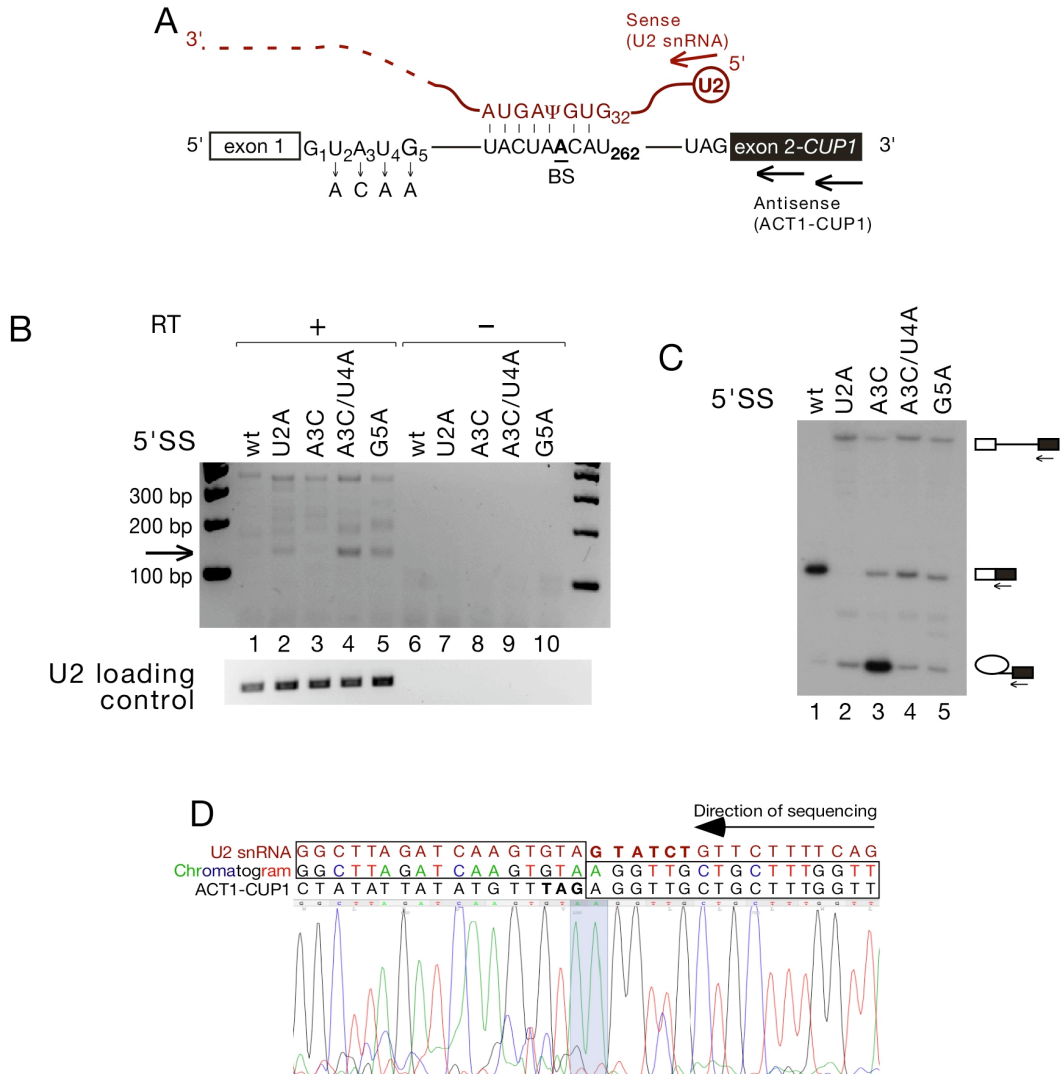 A
3'
Sense
(U2 snRNA)
5'
U2
AUGAΨGUG32
5' exon 1 G1U2A3U4G5 UACUAACAU262 UAG exon 2-CUP1 3'
A C A A
BS
Antisense
(ACT1-CUP1)
B
RT + −
5'SS wt U2A A3C A3C/U4A G5A wt U2A A3C A3C/U4A G5A
300 bp
200 bp
100 bp
1 2 3 4 5 6 7 8 9 10
U2 loading
control
C
5'SS wt U2A A3C A3C/U4A G5A
1 2 3 4 5
D
Direction of sequencing
U2 snRNA GGCTTAGATCAAGTGTAGTATCTGTTCTTTTCAG
Chromatogram GGCTTAGATCAAGTGTAAGGTTGCTGCTTTGGTT
ACT1-CUP1 CTATATTATATGTTTAGAGGTTGCTGCTTTGGTT